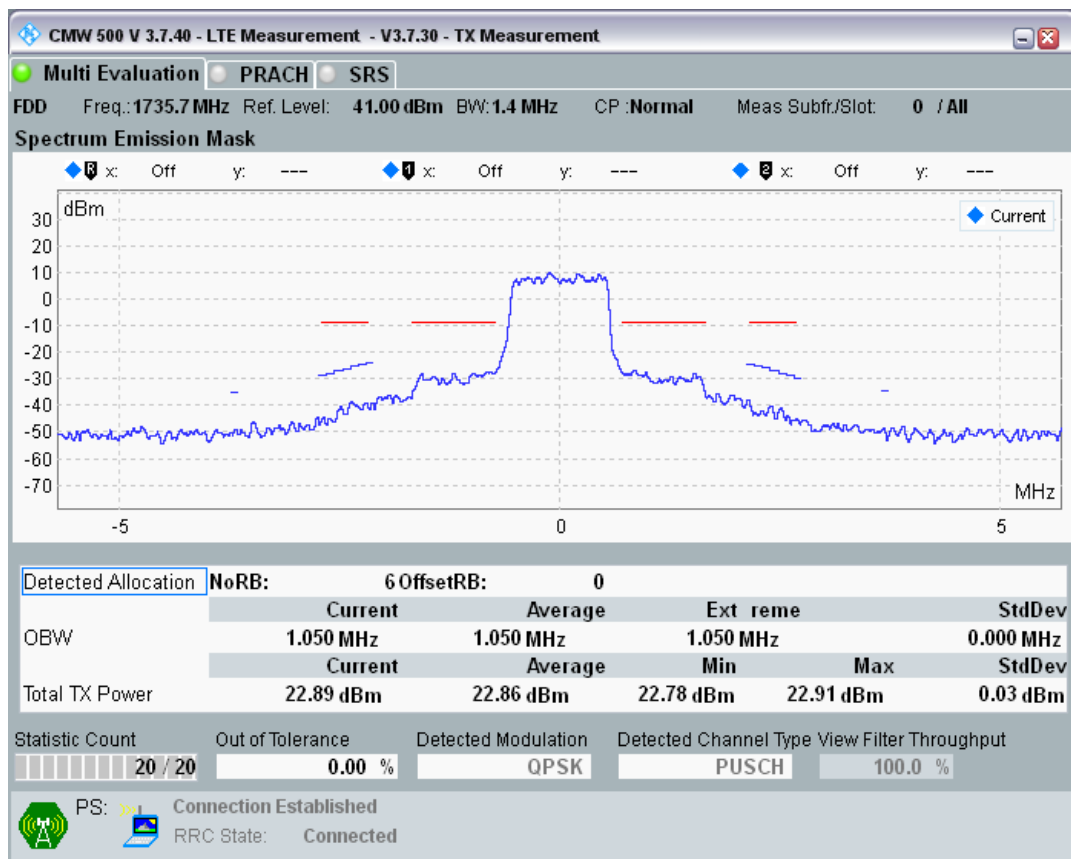 CMW 500 V 3.7.40 - LTE Measurement - V3.7.30 - TX Measurement
Multi Evaluation PRACH SRS
FDD Freq.:1735.7MHz Ref. Level: 41.00 dBm BW:1.4 MHz CP :Normal Meas Subfr./Slot: 0 / All
Spectrum Emission Mask
R x: Off y: --- 1 x: Off y: --- 2 x: Off y: ---
dBm
Current
30
20
10
0
-10
-20
-30
-40
-50
-60
-70
MHz
-5 0 5
Detected Allocation NoRB: 6 OffsetRB: 0
Current Average Ext reme StdDev
OBW 1.050 MHz 1.050 MHz 1.050 MHz 0.000 MHz
Current Average Min Max StdDev
Total TX Power 22.89 dBm 22.86 dBm 22.78 dBm 22.91 dBm 0.03 dBm
Statistic Count Out of Tolerance Detected Modulation Detected Channel Type View Filter Throughput
20 / 20 0.00 % QPSK PUSCH 100.0 %
PS: Connection Established
RRC State: Connected